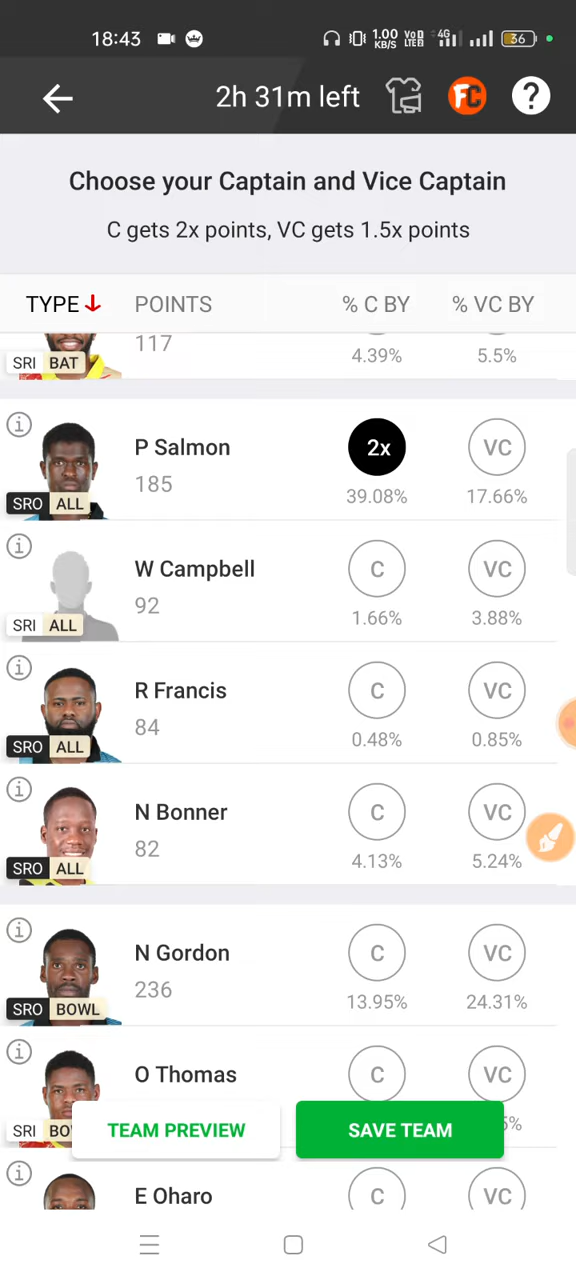 18:43 1.00 KB/S VoD LTE2 4G 36
2h 31m left FC ?
Choose your Captain and Vice Captain
C gets 2x points, VC gets 1.5x points
TYPE POINTS % C BY % VC BY
117 4.39% 5.5%
SRI BAT
P Salmon 2x VC
185 39.08% 17.66%
SRO ALL
W Campbell C VC
92 1.66% 3.88%
SRI ALL
R Francis C VC
84 0.48% 0.85%
SRO ALL
N Bonner C VC
82 4.13% 5.24%
SRO ALL
N Gordon C VC
236 13.95% 24.31%
SRO BOWL
O Thomas C VC
SRI
TEAM PREVIEW SAVE TEAM
E Oharo C VC